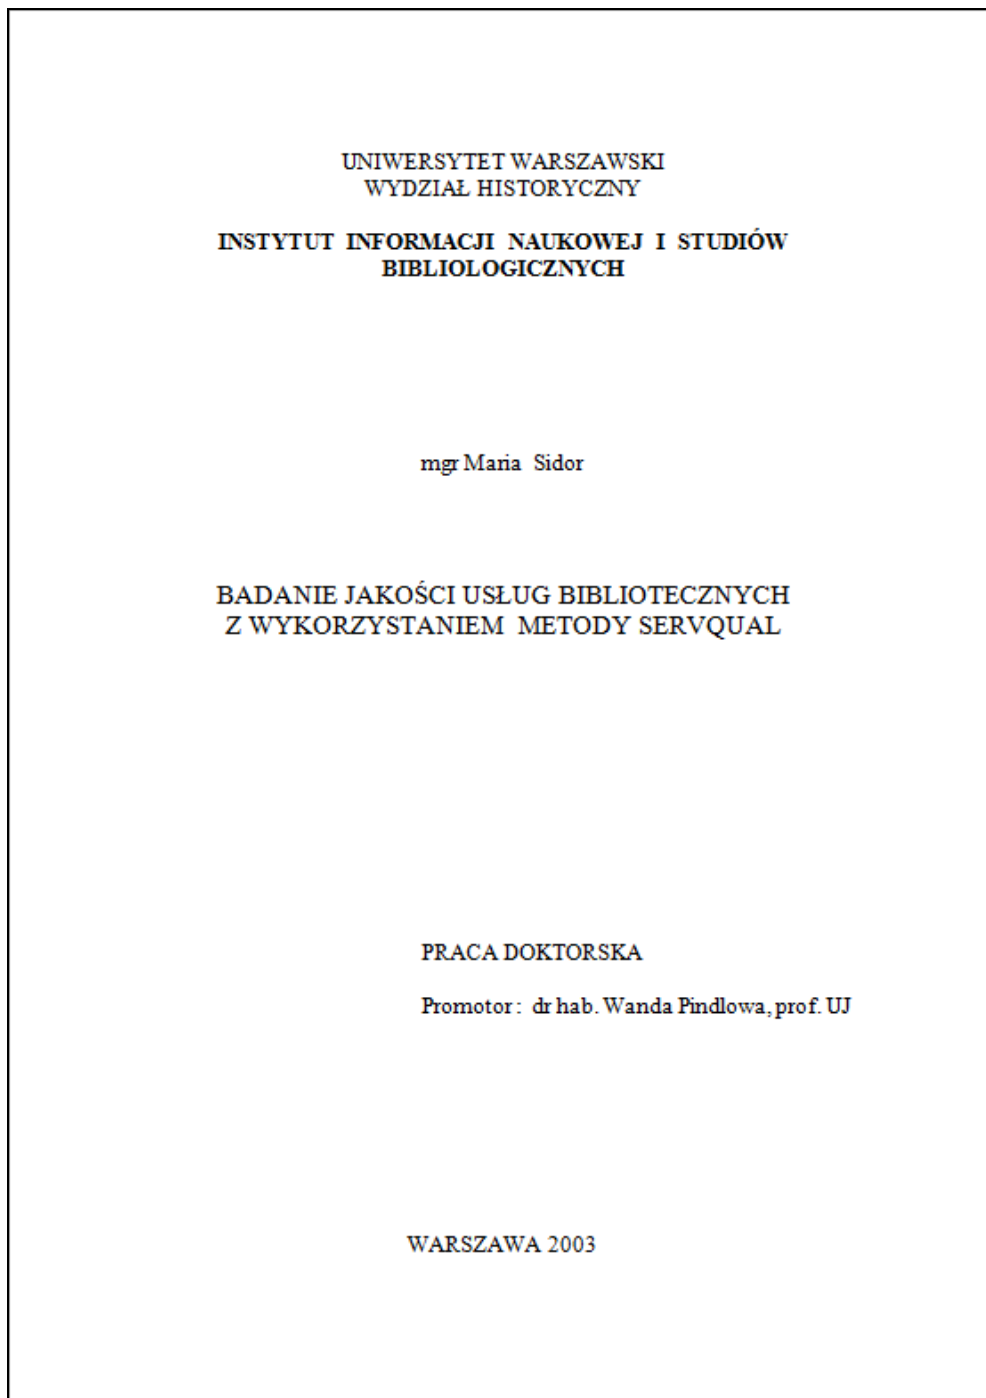 UNIWERSYTET WARSZAWSKI
WYDZIAŁ HISTORYCZNY
INSTYTUT INFORMACJI NAUKOWEJ I STUDIÓW
BIBLIOLOGICZNYCH
mgr Maria Sidor
BADANIE JAKOŚCI USŁUG BIBLIOTECZNYCH
Z WYKORZYSTANIEM METODY SERVQUAL
PRACA DOKTORSKA
Promotor : dr hab. Wanda Pindlowa, prof. UJ
WARSZAWA 2003